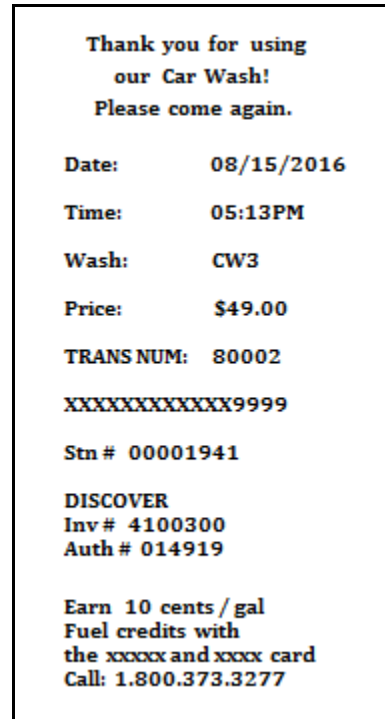 Thank you for using
our Car Wash!
Please come again.
Date: 08/15/2016
Time: 05:13PM
Wash: CW3
Price: $49.00
TRANS NUM: 80002
XXXXXXXXXXXX9999
Stn # 00001941
DISCOVER
Inv # 4100300
Auth # 014919
Earn 10 cents / gal
Fuel credits with
the xxxxx and xxxx card
Call: 1.800.373.3277